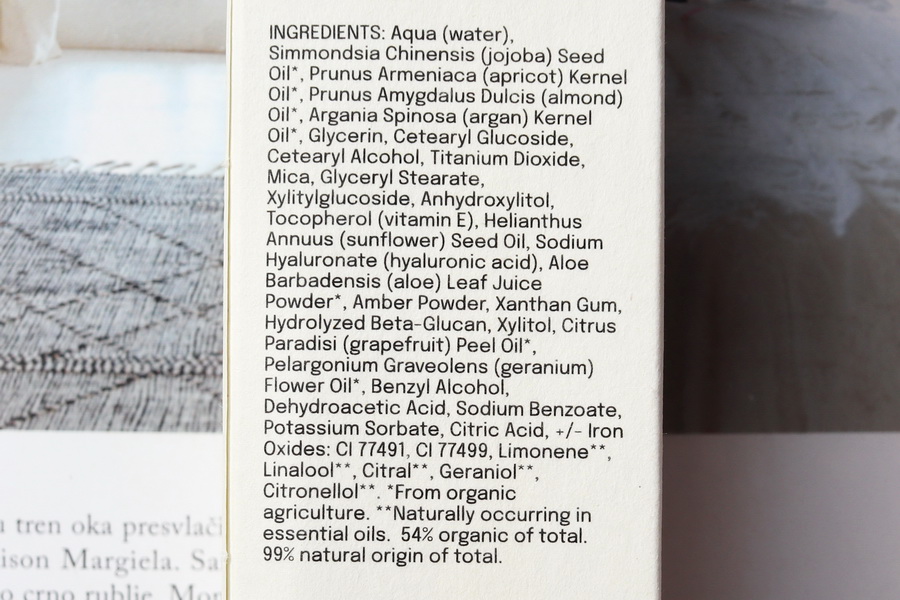 INGREDIENTS: Aqua (water),
Simmondsia Chinensis (jojoba) Seed
Oil*, Prunus Armeniaca (apricot) Kernel
Oil*, Prunus Amygdalus Dulcis (almond)
Oil*, Argania Spinosa (argan) Kernel
Oil*, Glycerin, Cetearyl Glucoside,
Cetearyl Alcohol, Titanium Dioxide,
Mica, Glyceryl Stearate,
Xylitylglucoside, Anhydroxylitol,
Tocopherol (vitamin E), Helianthus
Annuus (sunflower) Seed Oil, Sodium
Hyaluronate (hyaluronic acid), Aloe
Barbadensis (aloe) Leaf Juice
Powder*, Amber Powder, Xanthan Gum,
Hydrolyzed Beta-Glucan, Xylitol, Citrus
Paradisi (grapefruit) Peel Oil*,
Pelargonium Graveolens (geranium)
Flower Oil*, Benzyl Alcohol,
Dehydroacetic Acid, Sodium Benzoate,
Potassium Sorbate, Citric Acid, +/- Iron
Oxides: CI 77491, CI 77499, Limonene**,
Linalool**, Citral**, Geraniol**,
Citronellol**. *From organic
agriculture. **Naturally occurring in
essential oils. 54% organic of total.
99% natural origin of total.
tren oka presvlači
Margiela.
crno rublje.